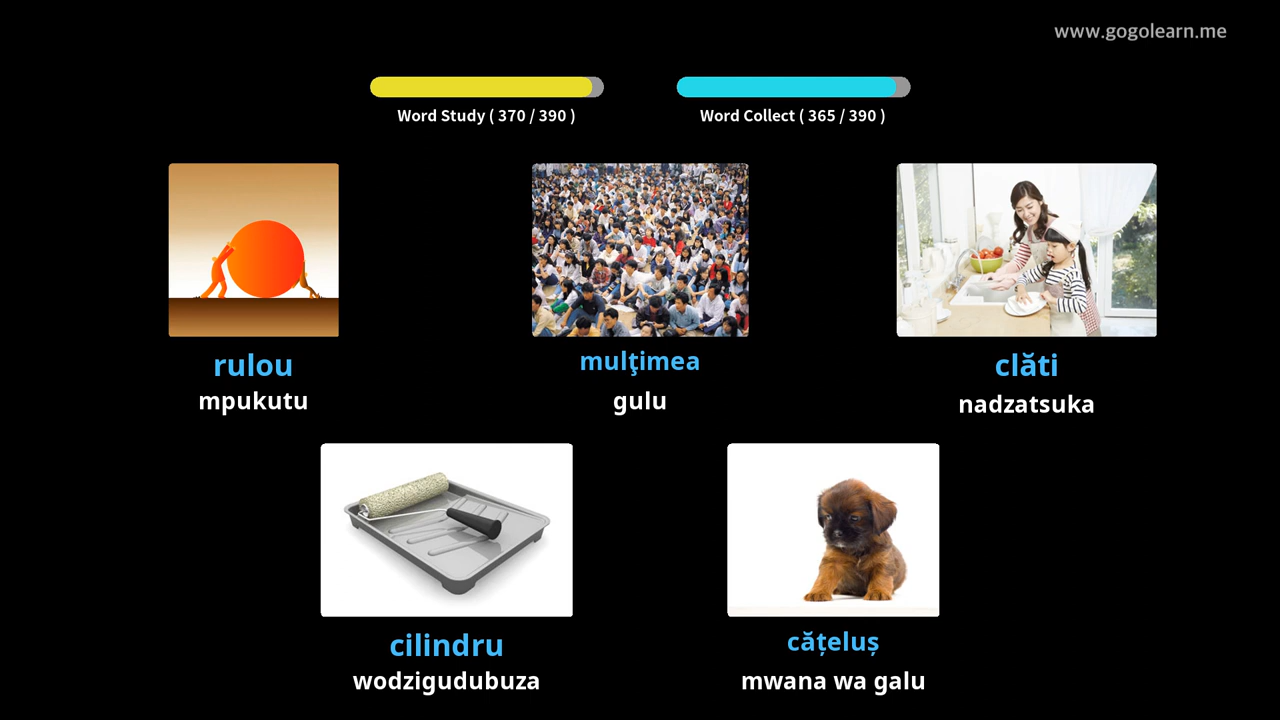 www.gogolearn.me
Word Study ( 370 / 390 )
Word Collect ( 365 / 390 )
rulou
mpukutu
mulţimea
gulu
clăti
nadzatsuka
cilindru
wodzigudubuza
cățeluș
mwana wa galu